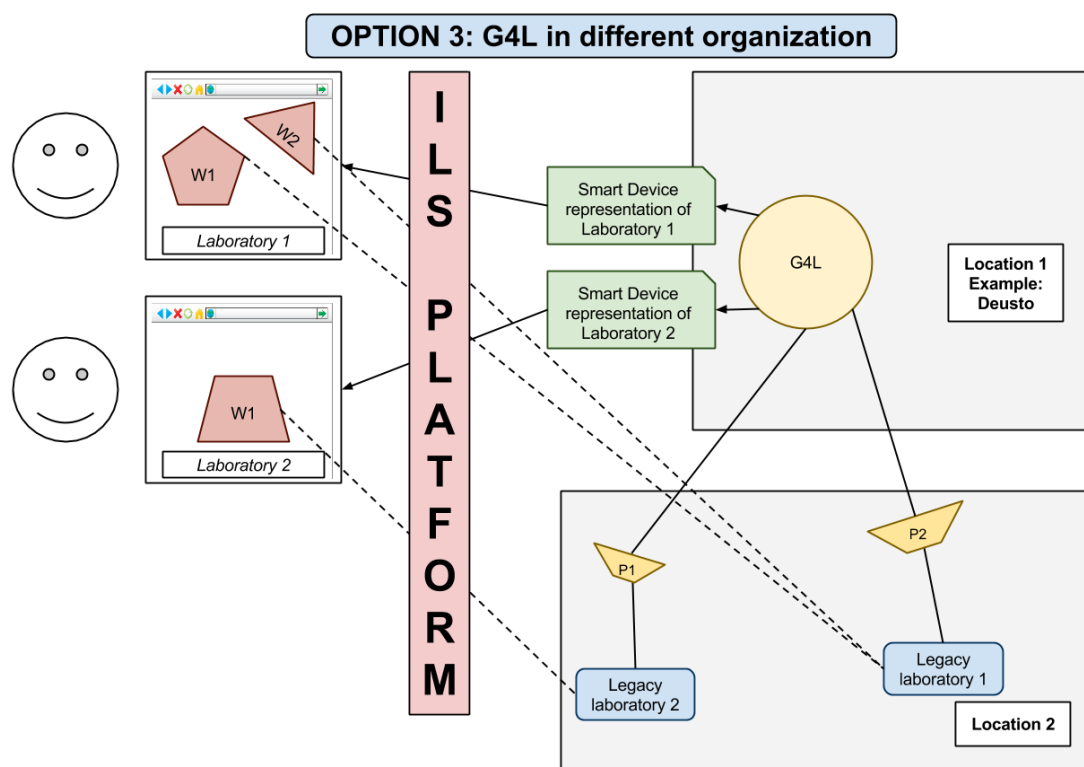 OPTION 3: G4L in different organization
W1
W2
Laboratory 1
W1
Laboratory 2
I
L
S
P
L
A
T
F
O
R
M
Smart Device
representation of
Laboratory 1
Smart Device
representation of
Laboratory 2
G4L
Location 1
Example:
Deusto
P1
P2
Legacy
laboratory 2
Legacy
laboratory 1
Location 2